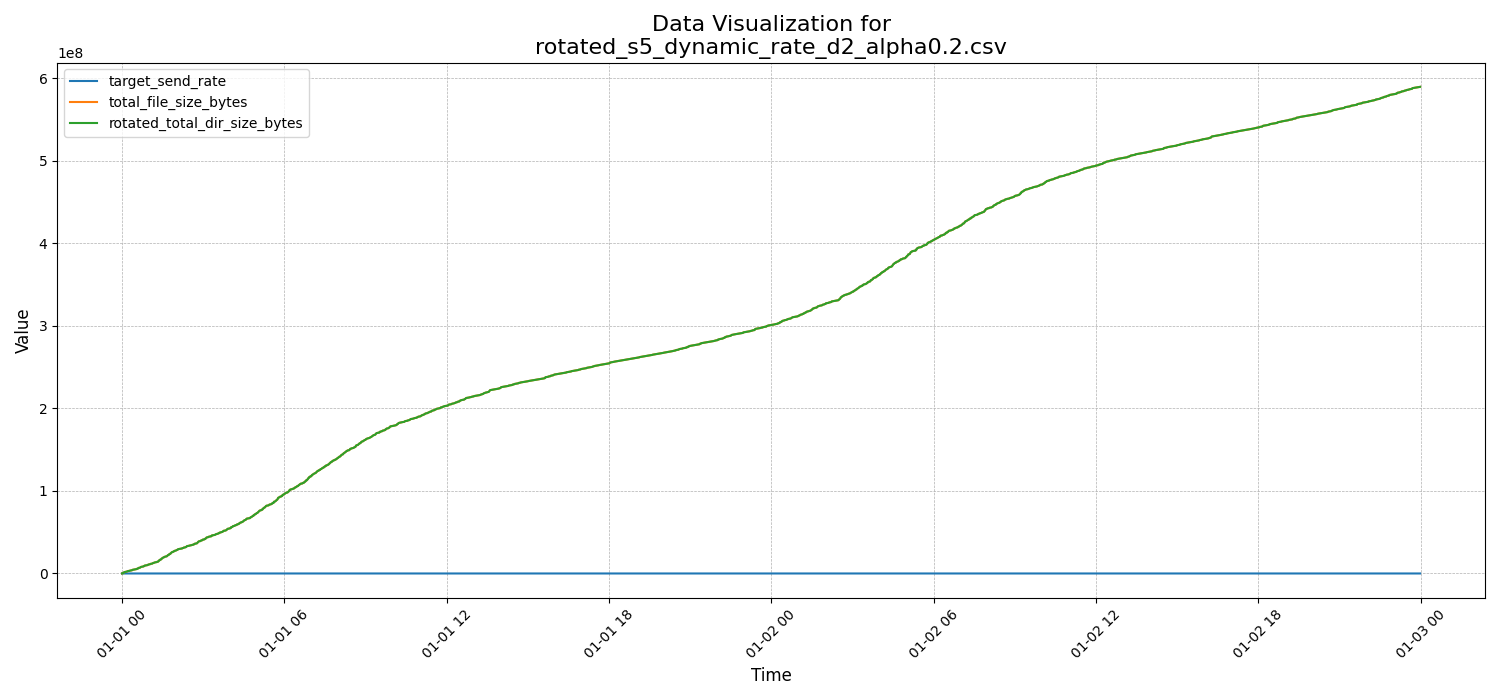 Data Visualization for
rotated_s5_dynamic_rate_d2_alpha0.2.csv
1e8
target_send_rate
total_file_size_bytes
rotated_total_dir_size_bytes
6
5
4
3
2
1
0
Value
01-01 00
01-01 06
01-01 12
01-01 18
01-02 00
01-02 06
01-02 12
01-02 18
01-03 00
Time